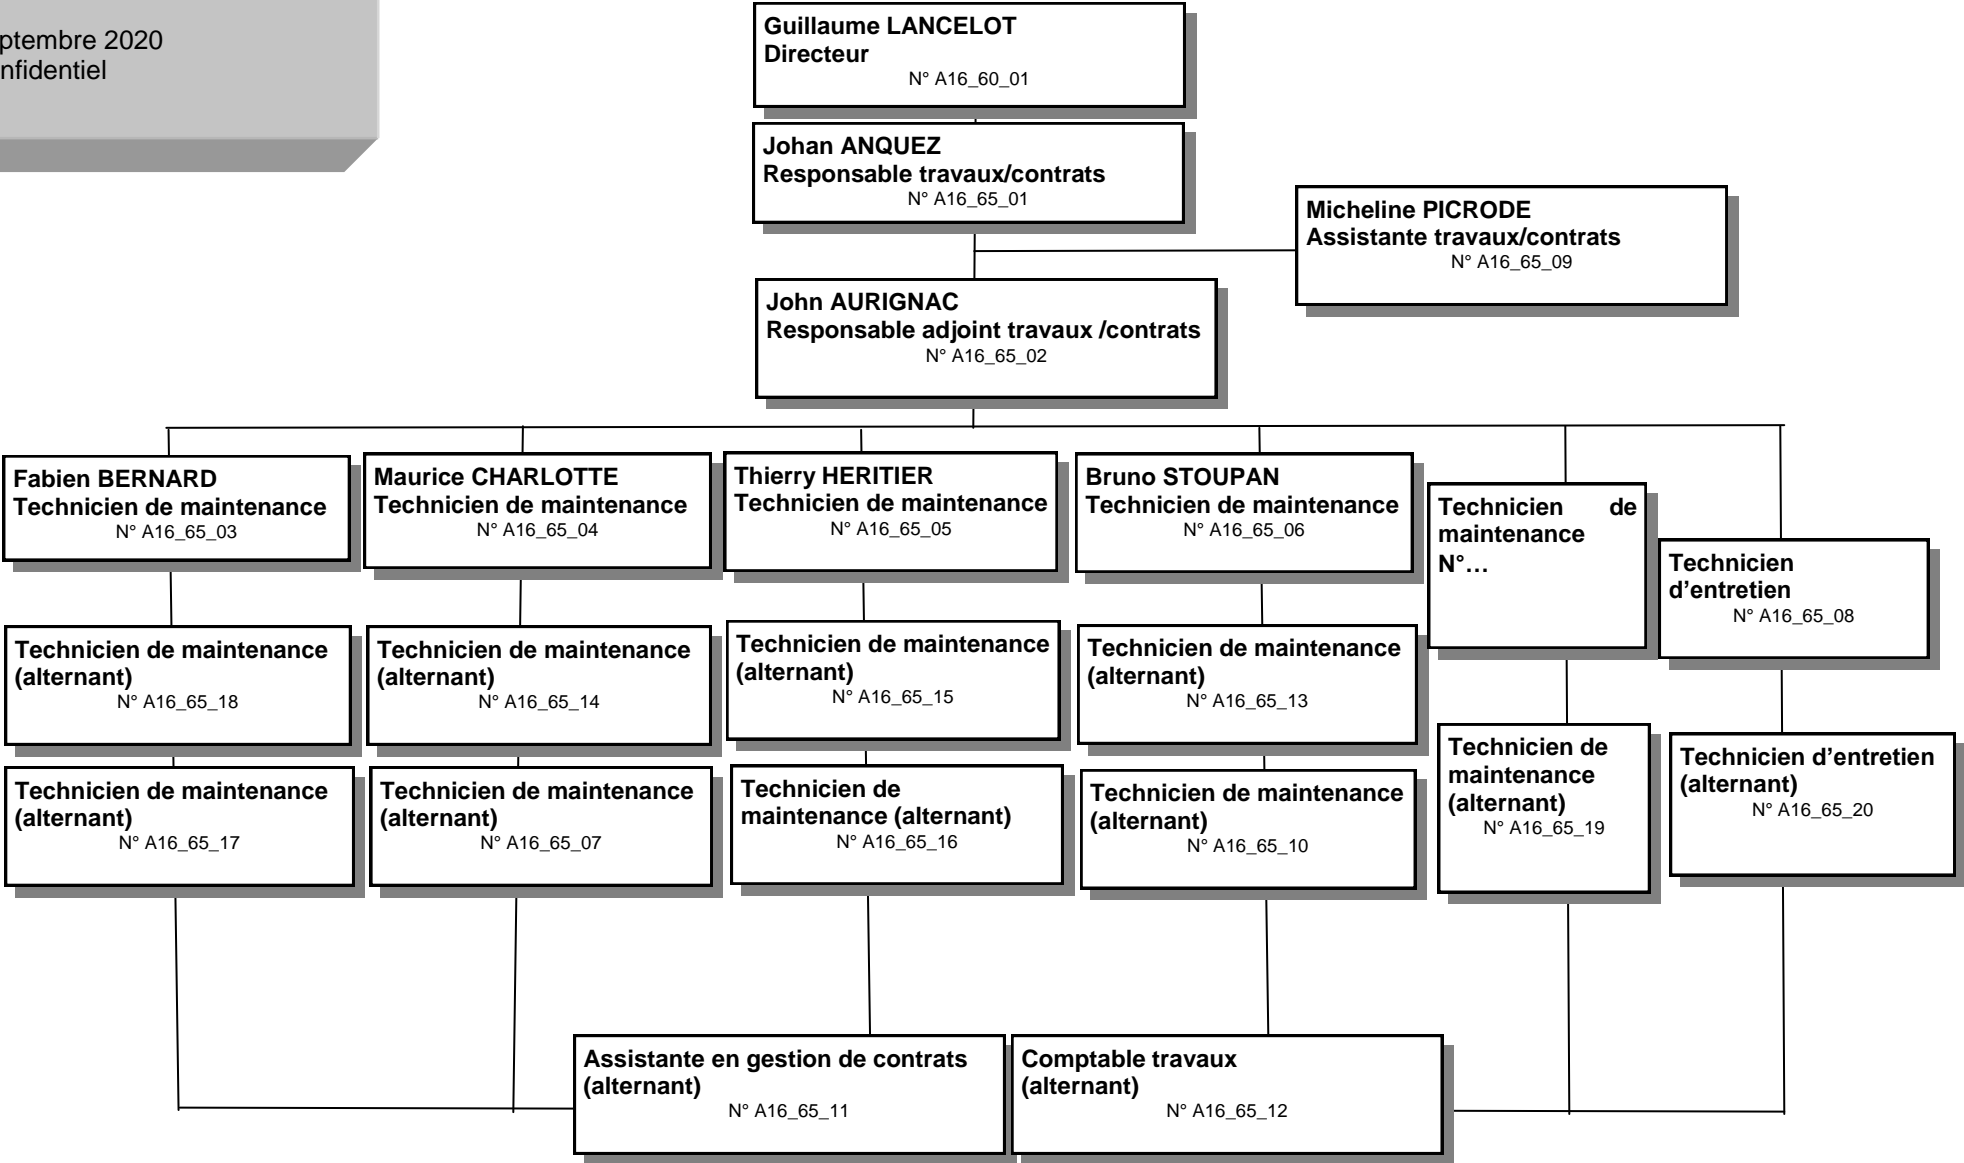 ptembre 2020
nfidentiel
Guillaume LANCELOT
Directeur
N° A16_60_01
Johan ANQUEZ
Responsable travaux/contrats
N° A16_65_01
Micheline PICRODE
Assistante travaux/contrats
N° A16_65_09
John AURIGNAC
Responsable adjoint travaux /contrats
N° A16_65_02
Fabien BERNARD
Technicien de maintenance
N° A16_65_03
Maurice CHARLOTTE
Technicien de maintenance
N° A16_65_04
Thierry HERITIER
Technicien de maintenance
N° A16_65_05
Bruno STOUPAN
Technicien de maintenance
N° A16_65_06
Technicien de
maintenance
N°…
Technicien
d’entretien
N° A16_65_08
Technicien de maintenance
(alternant)
N° A16_65_18
Technicien de maintenance
(alternant)
N° A16_65_14
Technicien de maintenance
(alternant)
N° A16_65_15
Technicien de maintenance
(alternant)
N° A16_65_13
Technicien de maintenance
(alternant)
N° A16_65_17
Technicien de maintenance
(alternant)
N° A16_65_07
Technicien de
maintenance (alternant)
N° A16_65_16
Technicien de maintenance
(alternant)
N° A16_65_10
Technicien de
maintenance
(alternant)
N° A16_65_19
Technicien d’entretien
(alternant)
N° A16_65_20
Assistante en gestion de contrats
(alternant)
N° A16_65_11
Comptable travaux
(alternant)
N° A16_65_12